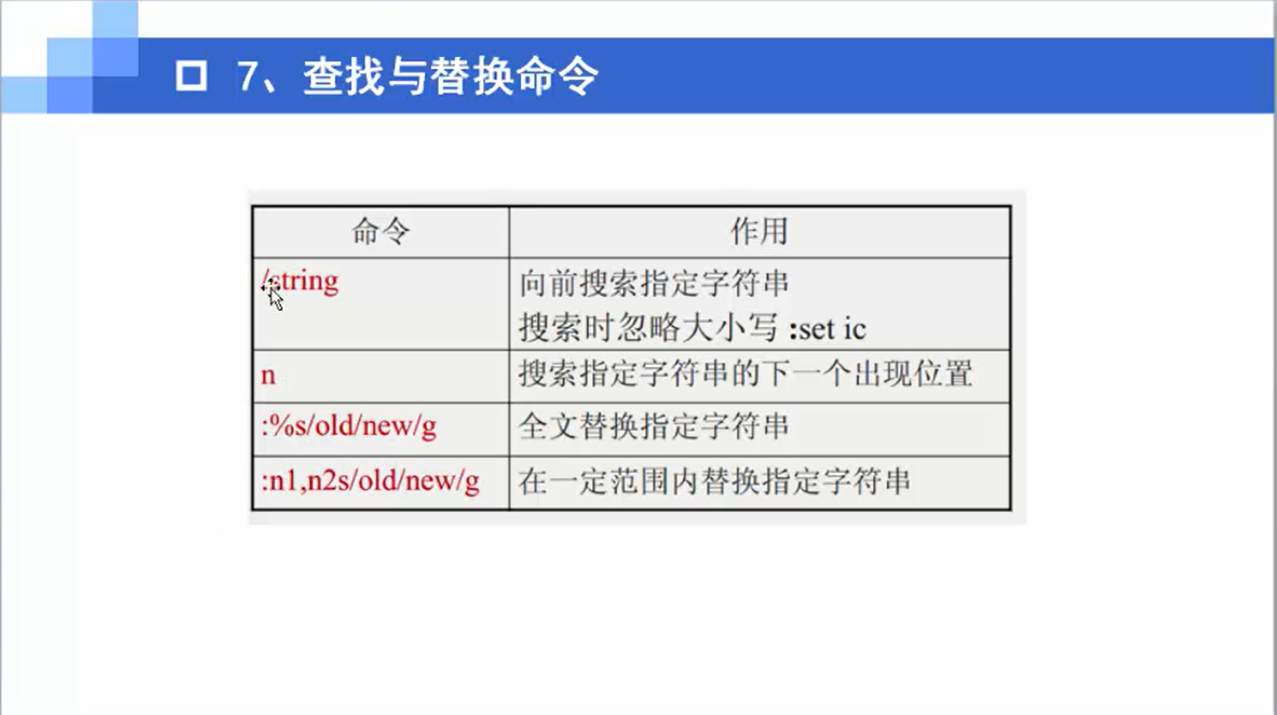 7、查找与替换命令
命令 作用
/string 向前搜索指定字符串
搜索时忽略大小写 :set ic
n 搜索指定字符串的下一个出现位置
:%s/old/new/g 全文替换指定字符串
:n1,n2s/old/new/g 在一定范围内替换指定字符串